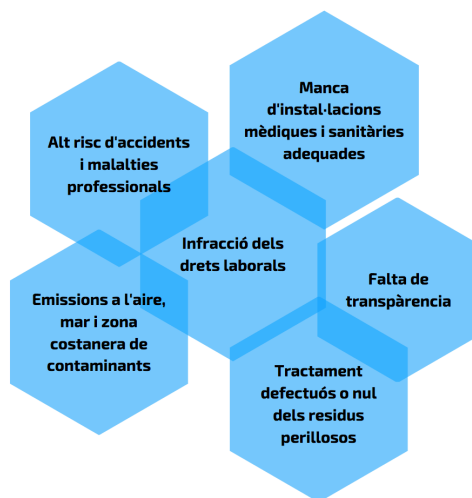 Manca
d'instal·lacions
mèdiques i sanitàries
adequades
Alt risc d'accidents
i malalties
professionals
Infracció dels
drets laborals
Falta de
transpàrencia
Emissions a l'aire,
mar i zona
costanera de
contaminants
Tractament
defectuós o nul
dels residus
perillosos